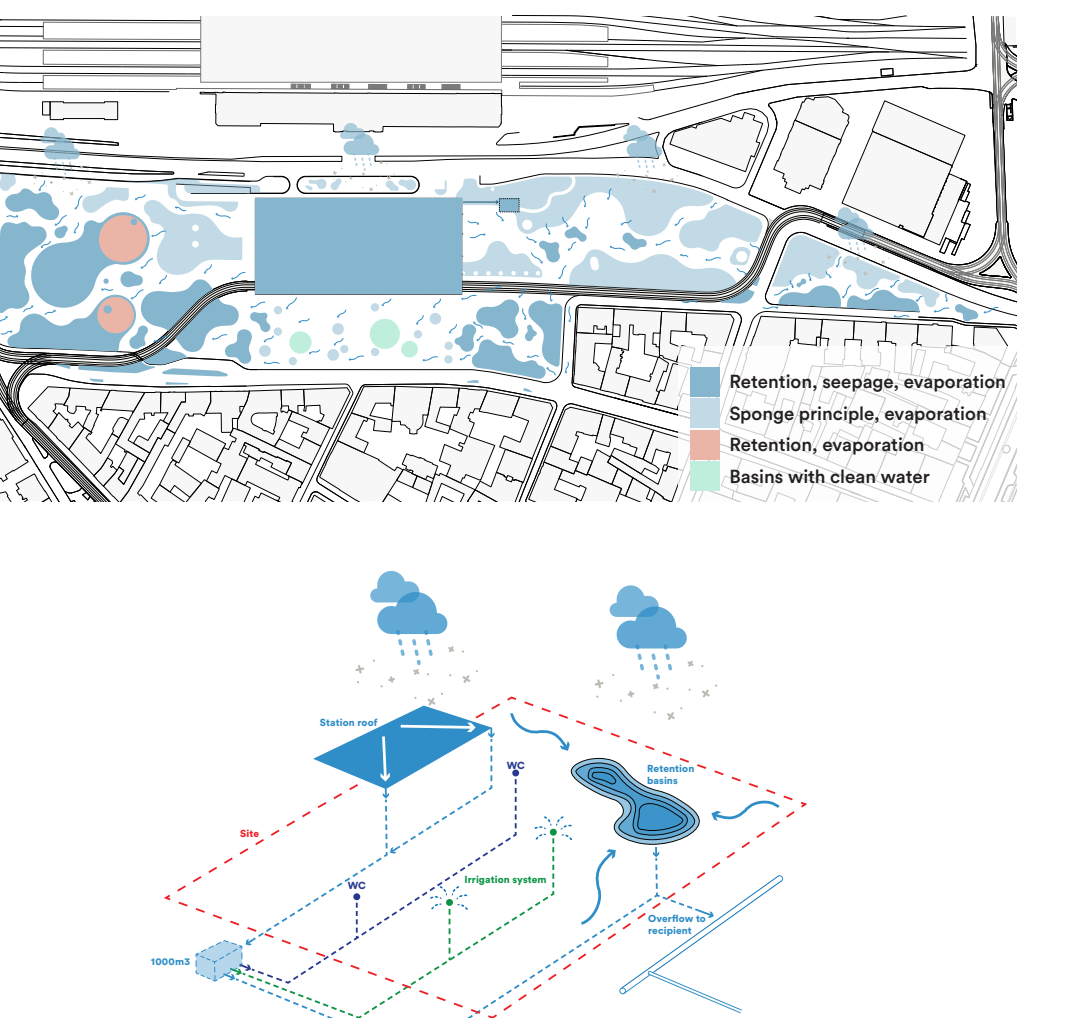 Retention, seepage, evaporation
Sponge principle, evaporation
Retention, evaporation
Basins with clean water
Station roof
WC
Retention
basins
Site
Irrigation system
WC
Overflow to
recipient
1000m3